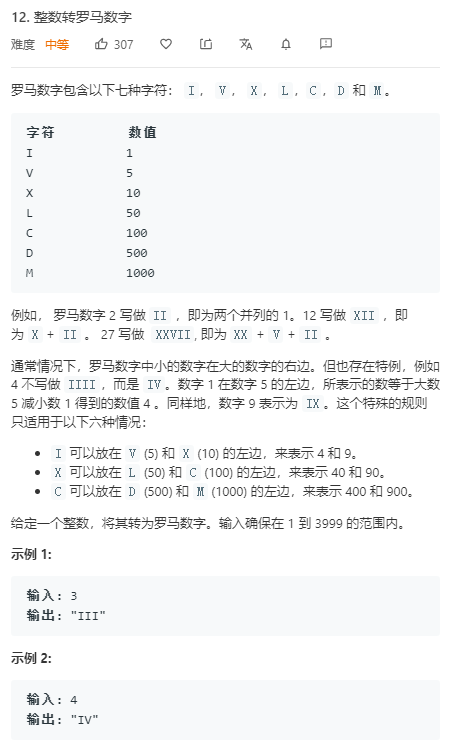 12. 整数转罗马数字
难度 中等 307
罗马数字包含以下七种字符： I， V， X， L，C，D 和 M。
字符 数值
I 1
V 5
X 10
L 50
C 100
D 500
M 1000
例如， 罗马数字 2 写做 II ，即为两个并列的 1。12 写做 XII ，即
为 X + II 。 27 写做 XXVII, 即为 XX + V + II 。
通常情况下，罗马数字中小的数字在大的数字的右边。但也存在特例，例如
4 不写做 IIII，而是 IV。数字 1 在数字 5 的左边，所表示的数等于大数
5 减小数 1 得到的数值 4 。同样地，数字 9 表示为 IX。这个特殊的规则
只适用于以下六种情况：
• I 可以放在 V (5) 和 X (10) 的左边，来表示 4 和 9。
• X 可以放在 L (50) 和 C (100) 的左边，来表示 40 和 90。
• C 可以放在 D (500) 和 M (1000) 的左边，来表示 400 和 900。
给定一个整数，将其转为罗马数字。输入确保在 1 到 3999 的范围内。
示例 1:
输入: 3
输出: "III"
示例 2:
输入: 4
输出: "IV"